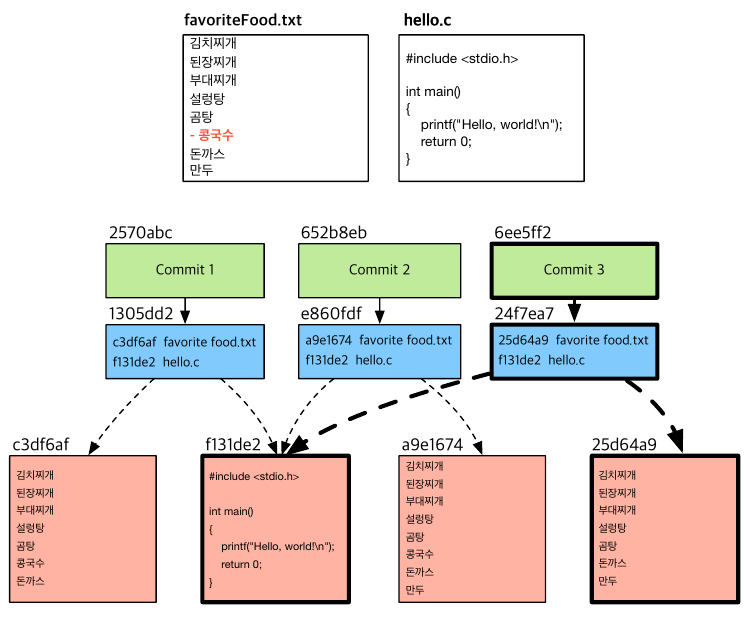 favoriteFood.txt
김치찌개
된장찌개
부대찌개
설렁탕
곰탕
- 콩국수
돈까스
만두
hello.c
#include <stdio.h>
int main()
{
printf("Hello, world!\n");
return 0;
}
2570abc
Commit 1
652b8eb
Commit 2
6ee5ff2
Commit 3
1305dd2
c3df6af favorite food.txt
f131de2 hello.c
e860fdf
a9e1674 favorite food.txt
f131de2 hello.c
24f7ea7
25d64a9 favorite food.txt
f131de2 hello.c
c3df6af
김치찌개
된장찌개
부대찌개
설렁탕
곰탕
콩국수
돈까스
f131de2
#include <stdio.h>
int main()
{
printf("Hello, world!\n");
return 0;
}
a9e1674
김치찌개
된장찌개
부대찌개
설렁탕
곰탕
콩국수
돈까스
만두
25d64a9
김치찌개
된장찌개
부대찌개
설렁탕
곰탕
돈까스
만두